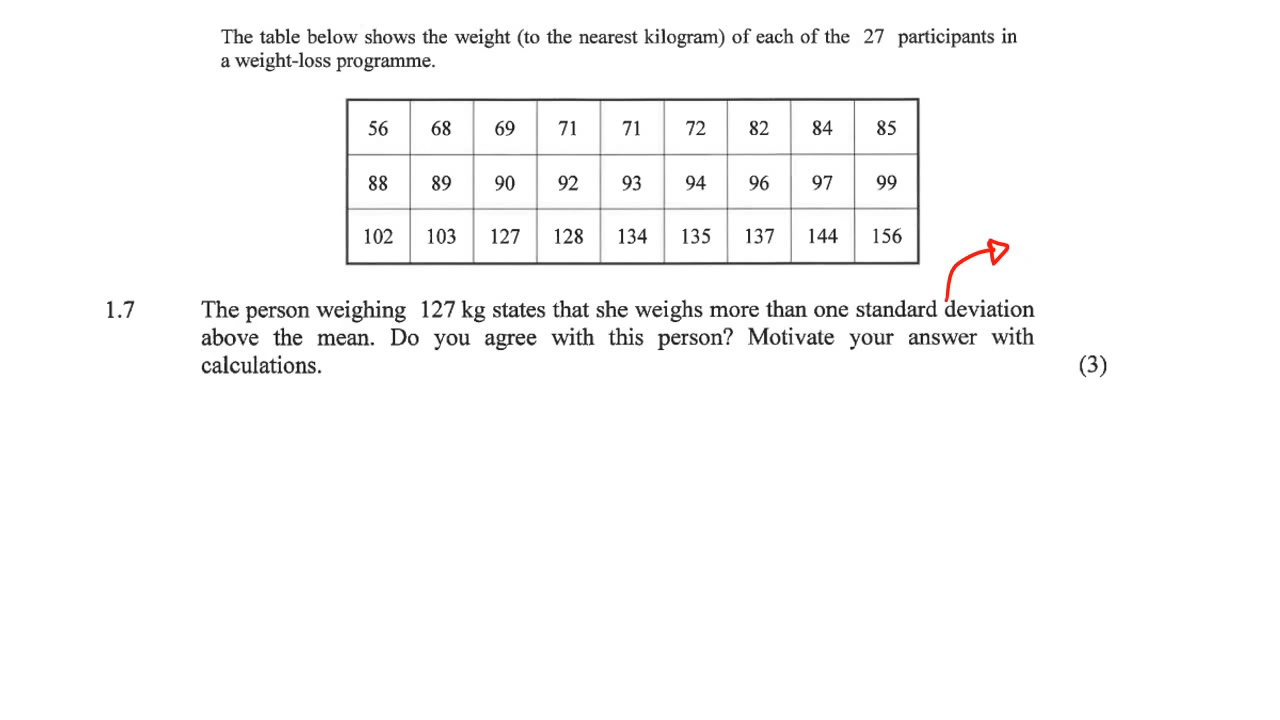 The table below shows the weight (to the nearest kilogram) of each of the 27 participants in
a weight-loss programme.
56 68 69 71 71 72 82 84 85
88 89 90 92 93 94 96 97 99
102 103 127 128 134 135 137 144 156
1.7 The person weighing 127 kg states that she weighs more than one standard deviation
above the mean. Do you agree with this person? Motivate your answer with
calculations. (3)